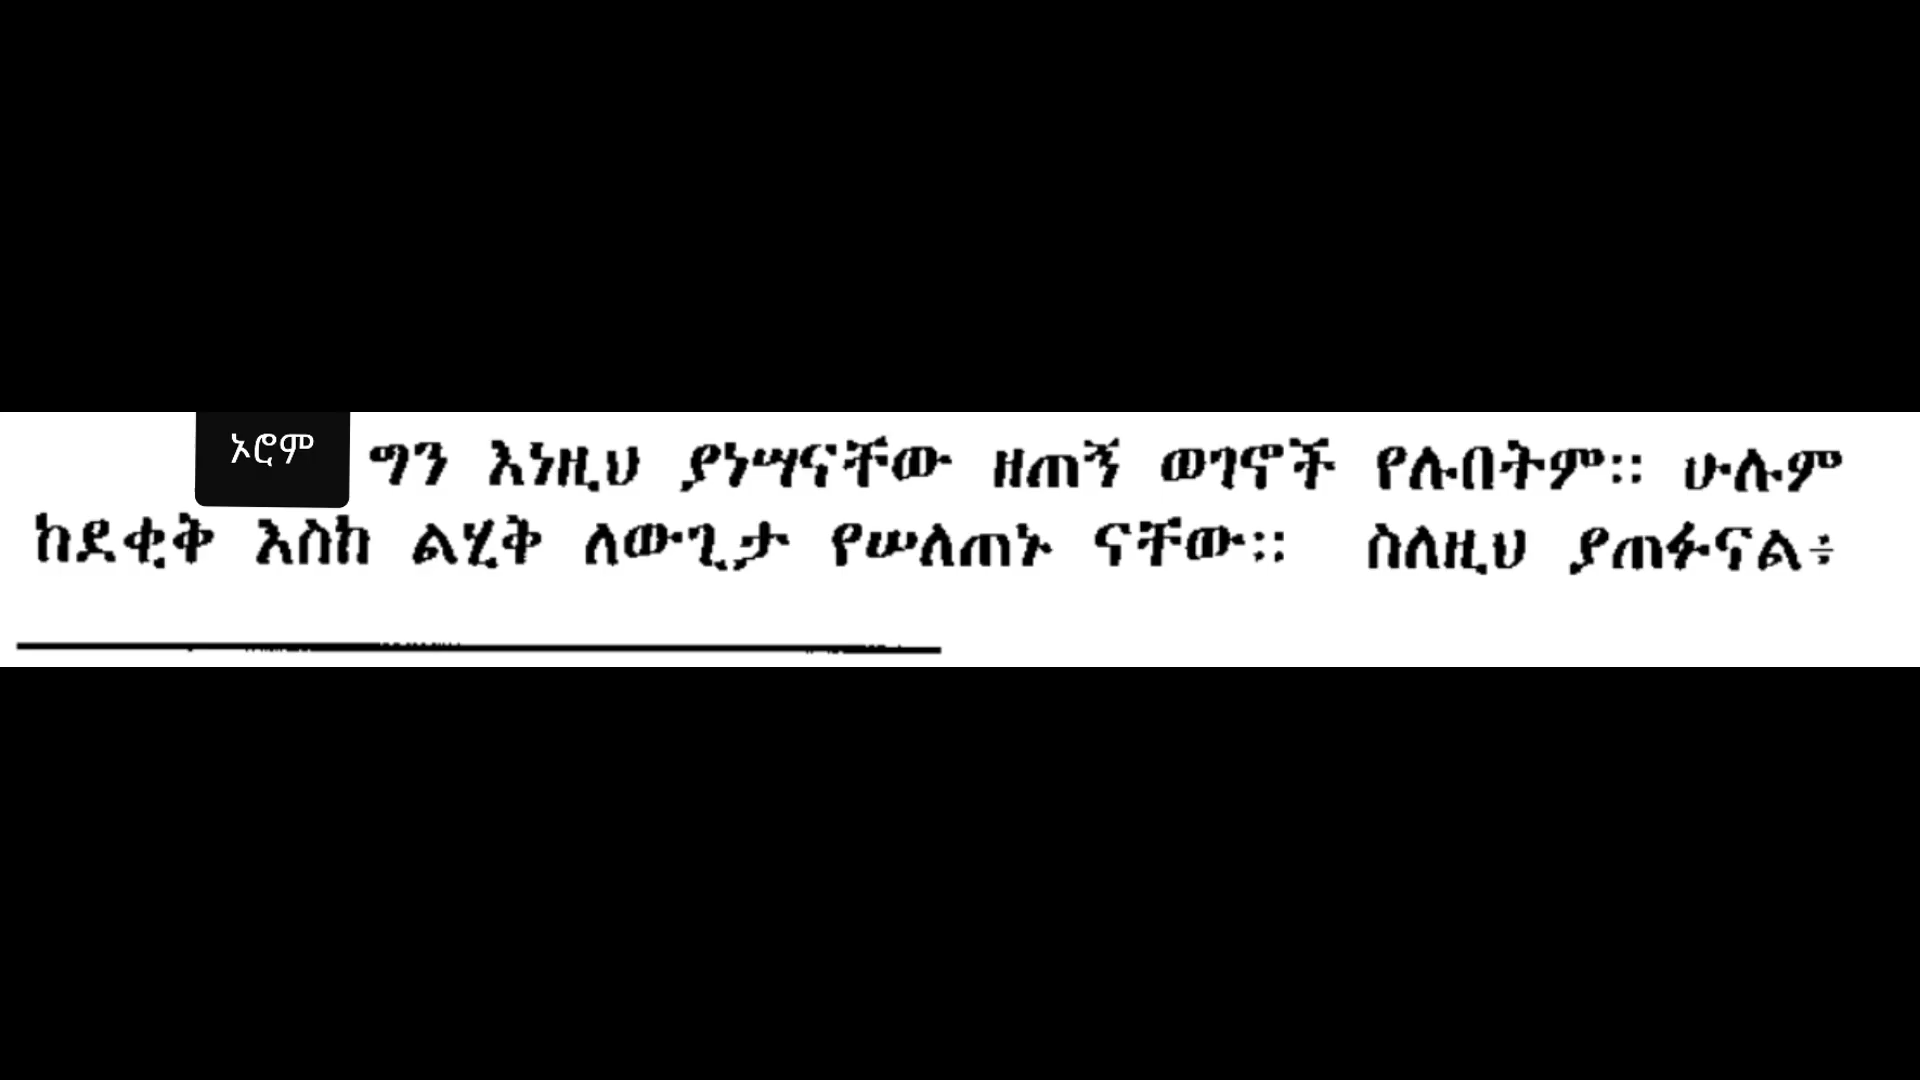 ኦሮም ግን እነዚህ ያነሣናቸው ዘጠኝ ወገኖች የሉበትም። ሁሉም
ከደቂቅ እስከ ልሂቅ ለውጊታ የሠለጠኑ ናቸው። ስለዚህ ያጠፉናል፥